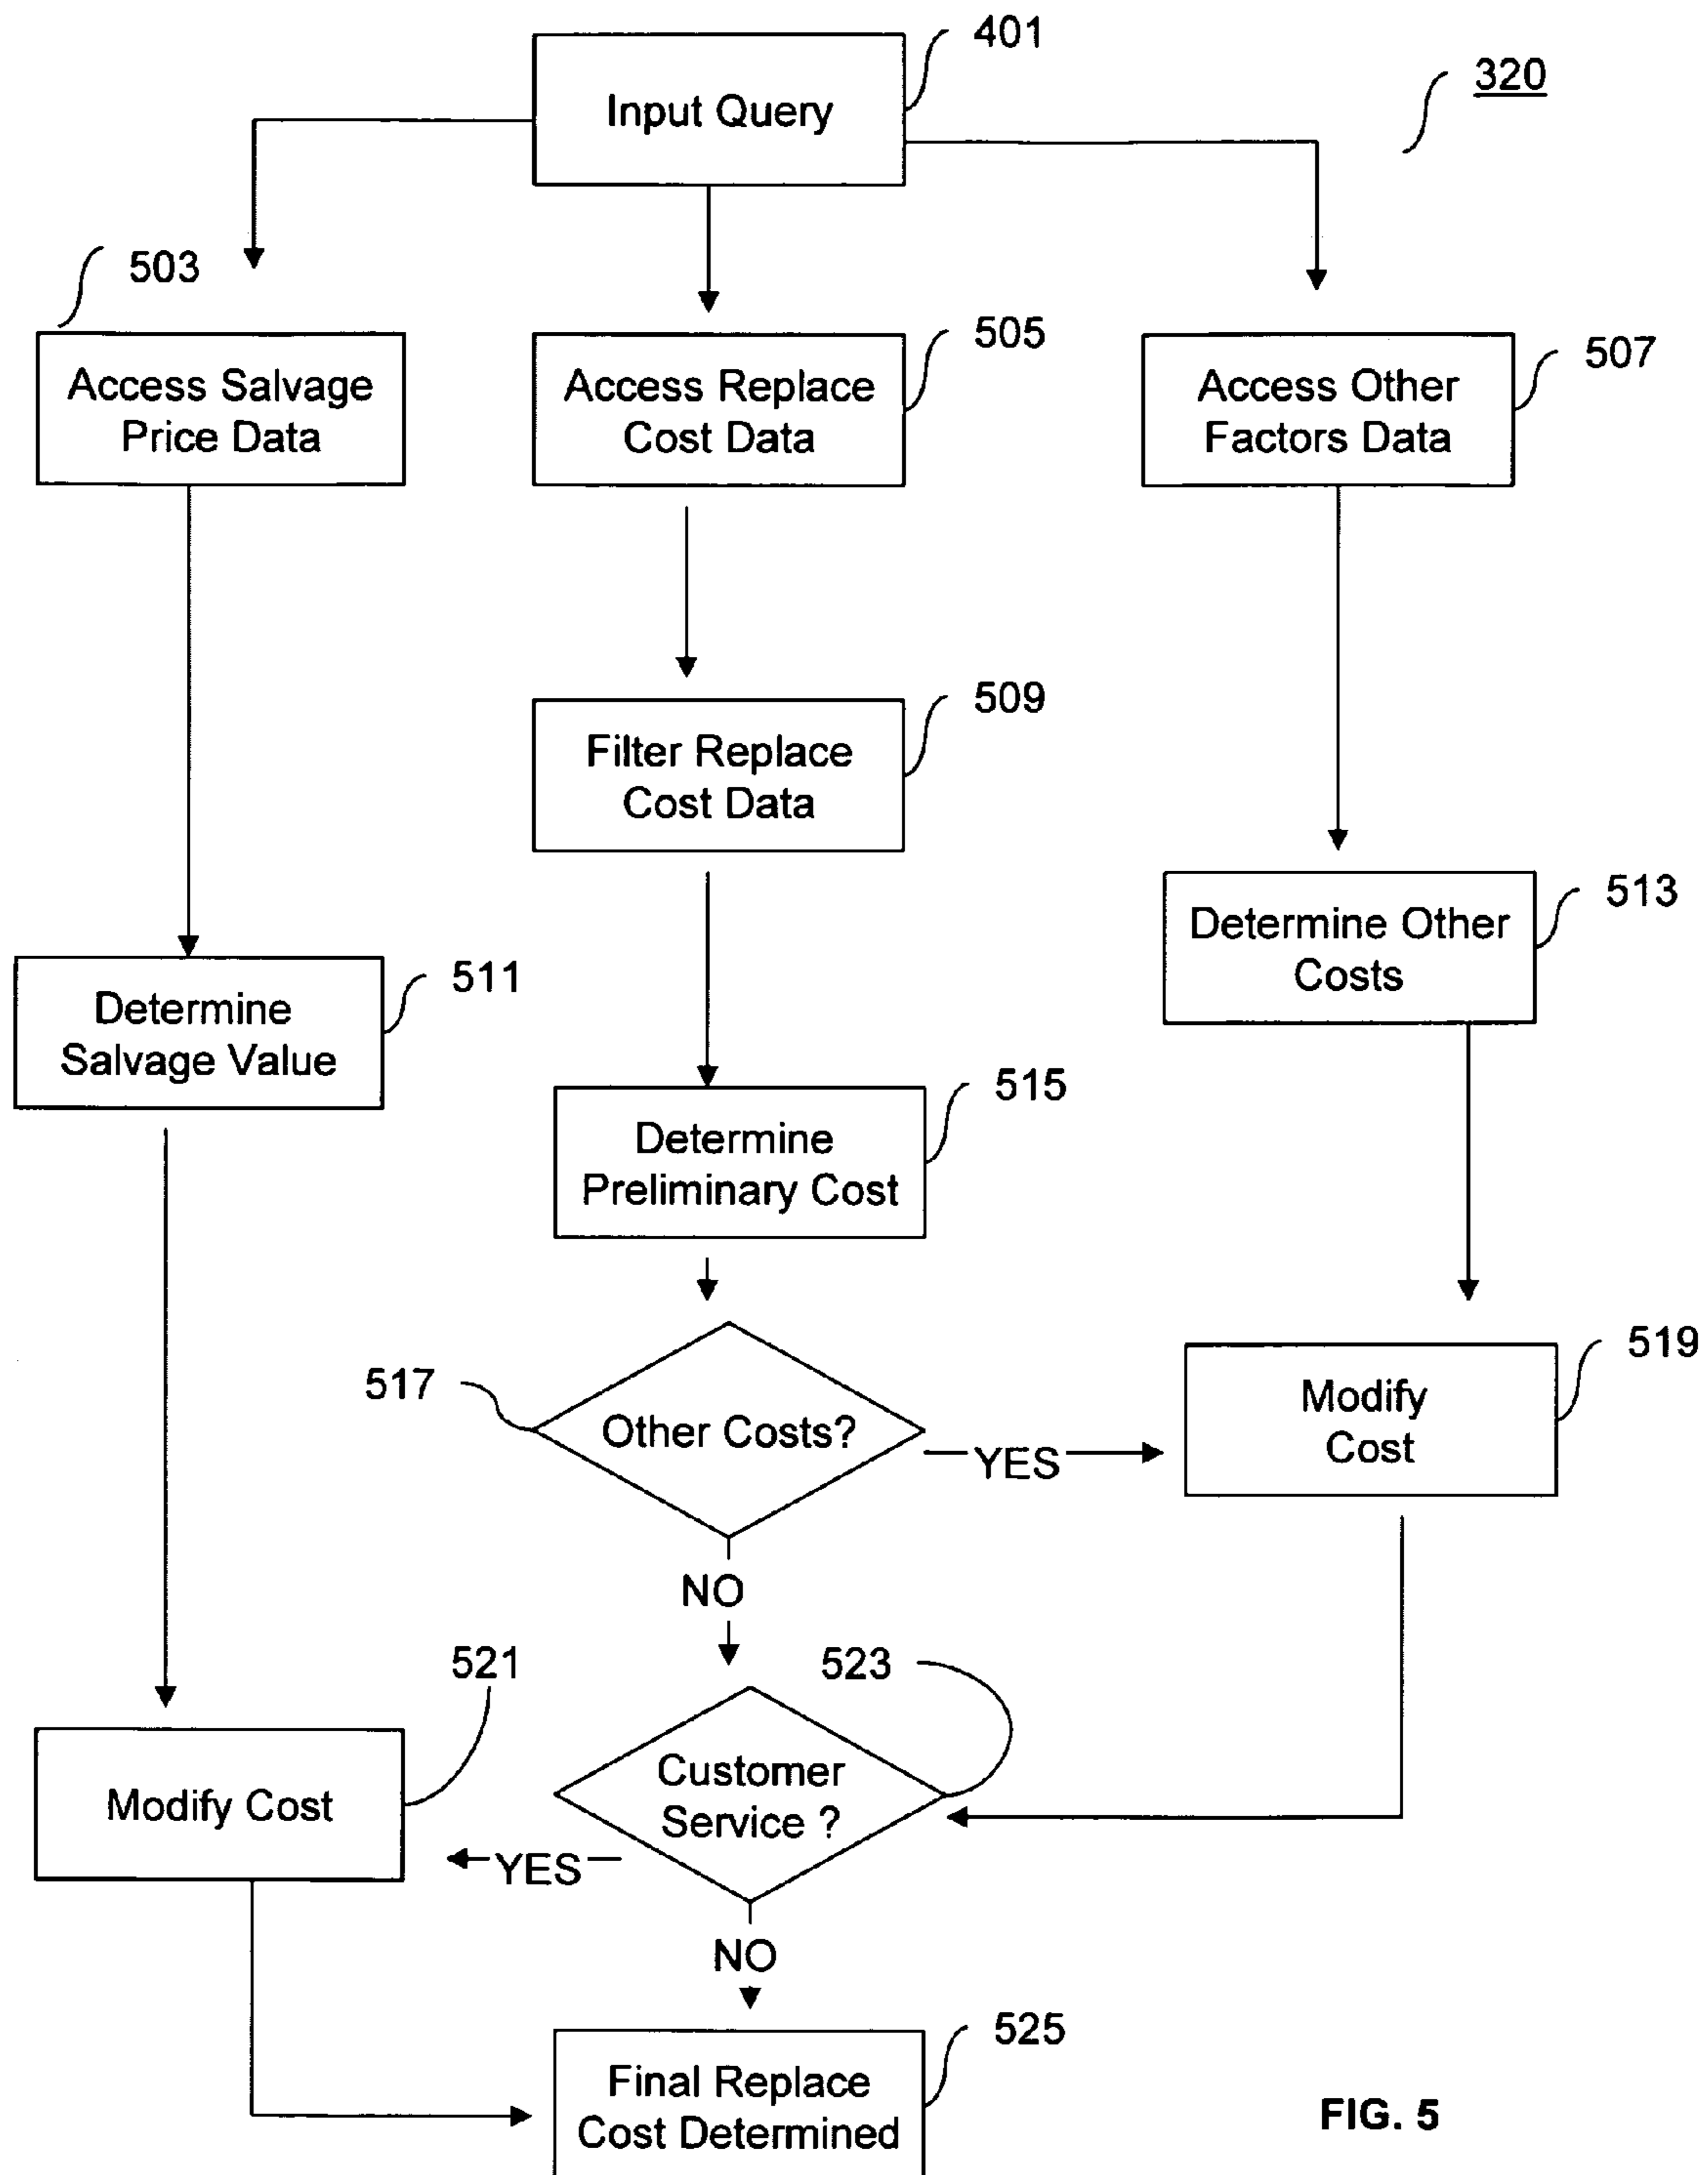 401
320
Input Query
503
505
507
Access Salvage
Price Data
Access Replace
Cost Data
Access Other
Factors Data
509
Filter Replace
Cost Data
513
Determine Other
Costs
511
Determine
Salvage Value
515
Determine
Preliminary Cost
517
Other Costs?
YES
519
Modify
Cost
NO
521
523
Modify Cost
Customer
Service ?
YES
NO
525
Final Replace
Cost Determined
FIG. 5